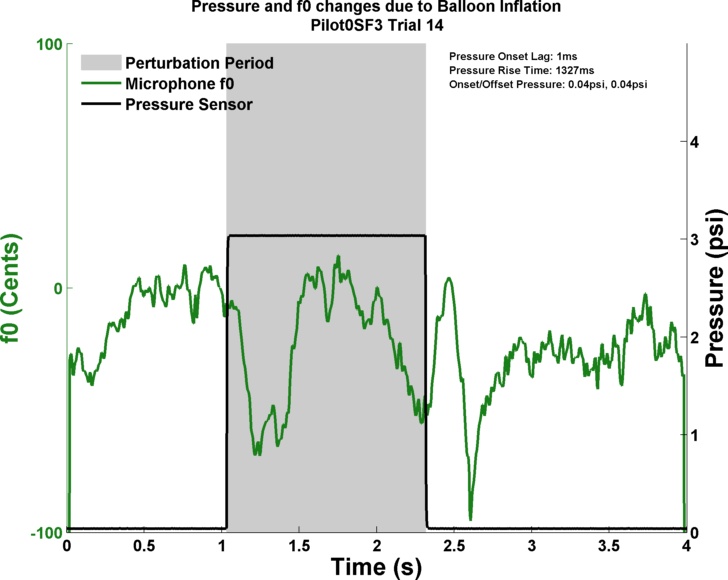 Pressure and f0 changes due to Balloon Inflation
Pilot0SF3 Trial 14
Perturbation Period
Microphone f0
Pressure Sensor
Pressure Onset Lag: 1ms
Pressure Rise Time: 1327ms
Onset/Offset Pressure: 0.04psi, 0.04psi
f0 (Cents)
100
0
-100
Pressure (psi)
4
3
2
1
0
0
0.5
1
1.5
2
2.5
3
3.5
4
Time (s)